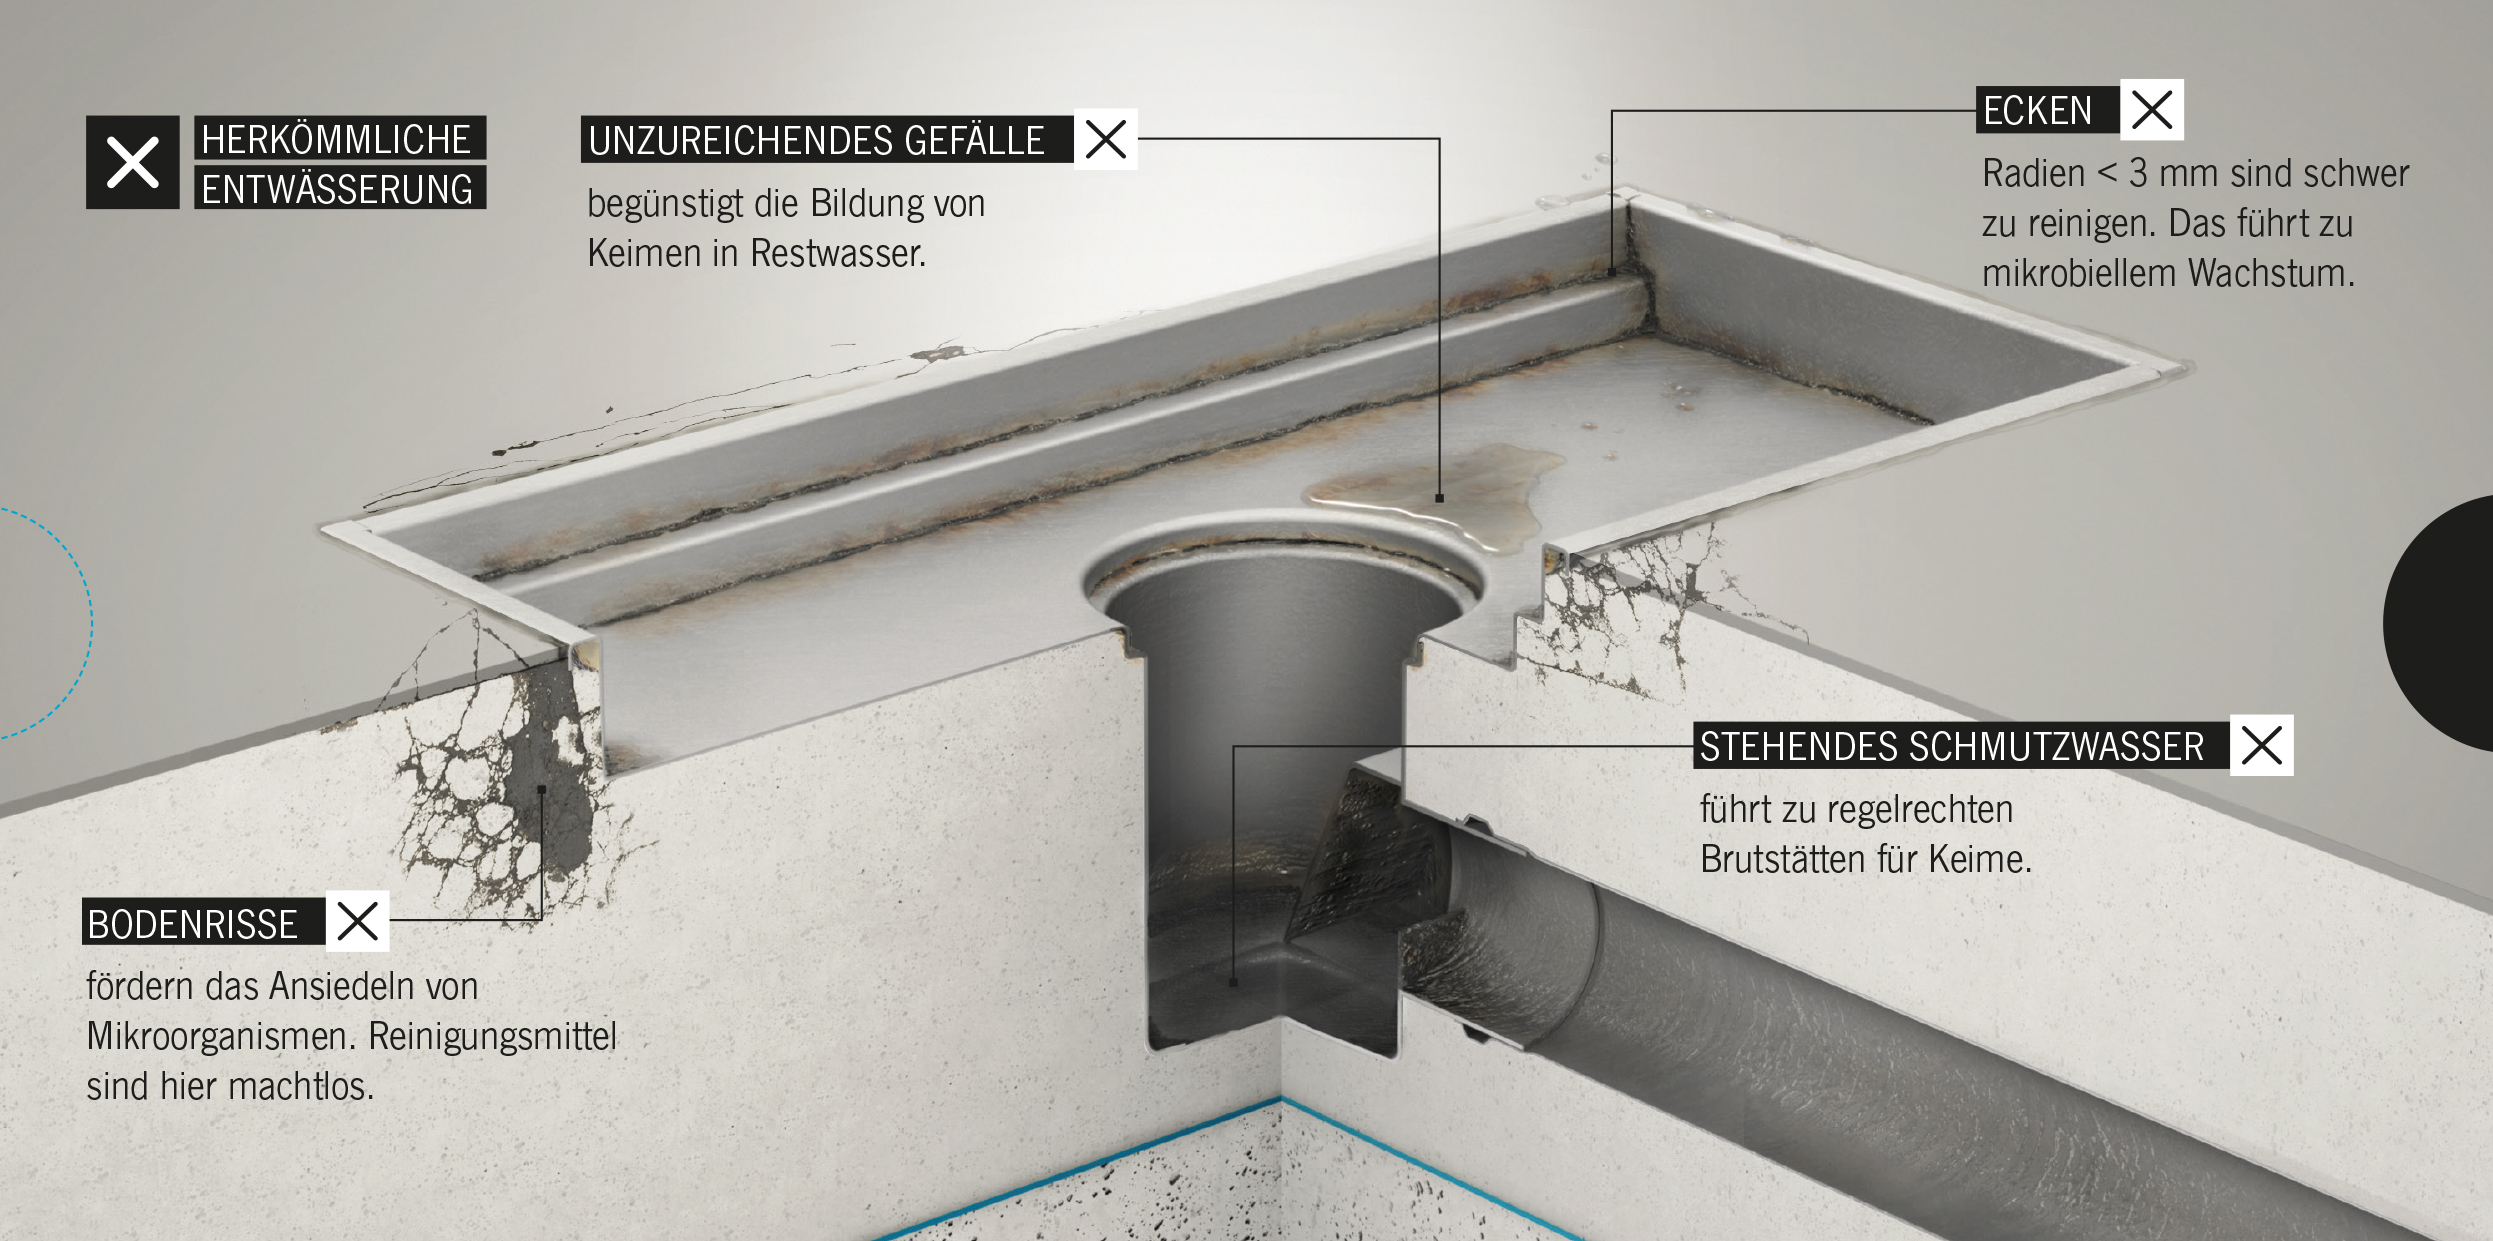 HERKÖMMLICHE
ENTWÄSSERUNG
UNZUREICHENDES GEFÄLLE
begünstigt die Bildung von
Keimen in Restwasser.
ECKEN
Radien < 3 mm sind schwer
zu reinigen. Das führt zu
mikrobiellem Wachstum.
STEHENDES SCHMUTZWASSER
führt zu regelrechten
Brutstätten für Keime.
BODENRISSE
fördern das Ansiedeln von
Mikroorganismen. Reinigungsmittel
sind hier machtlos.